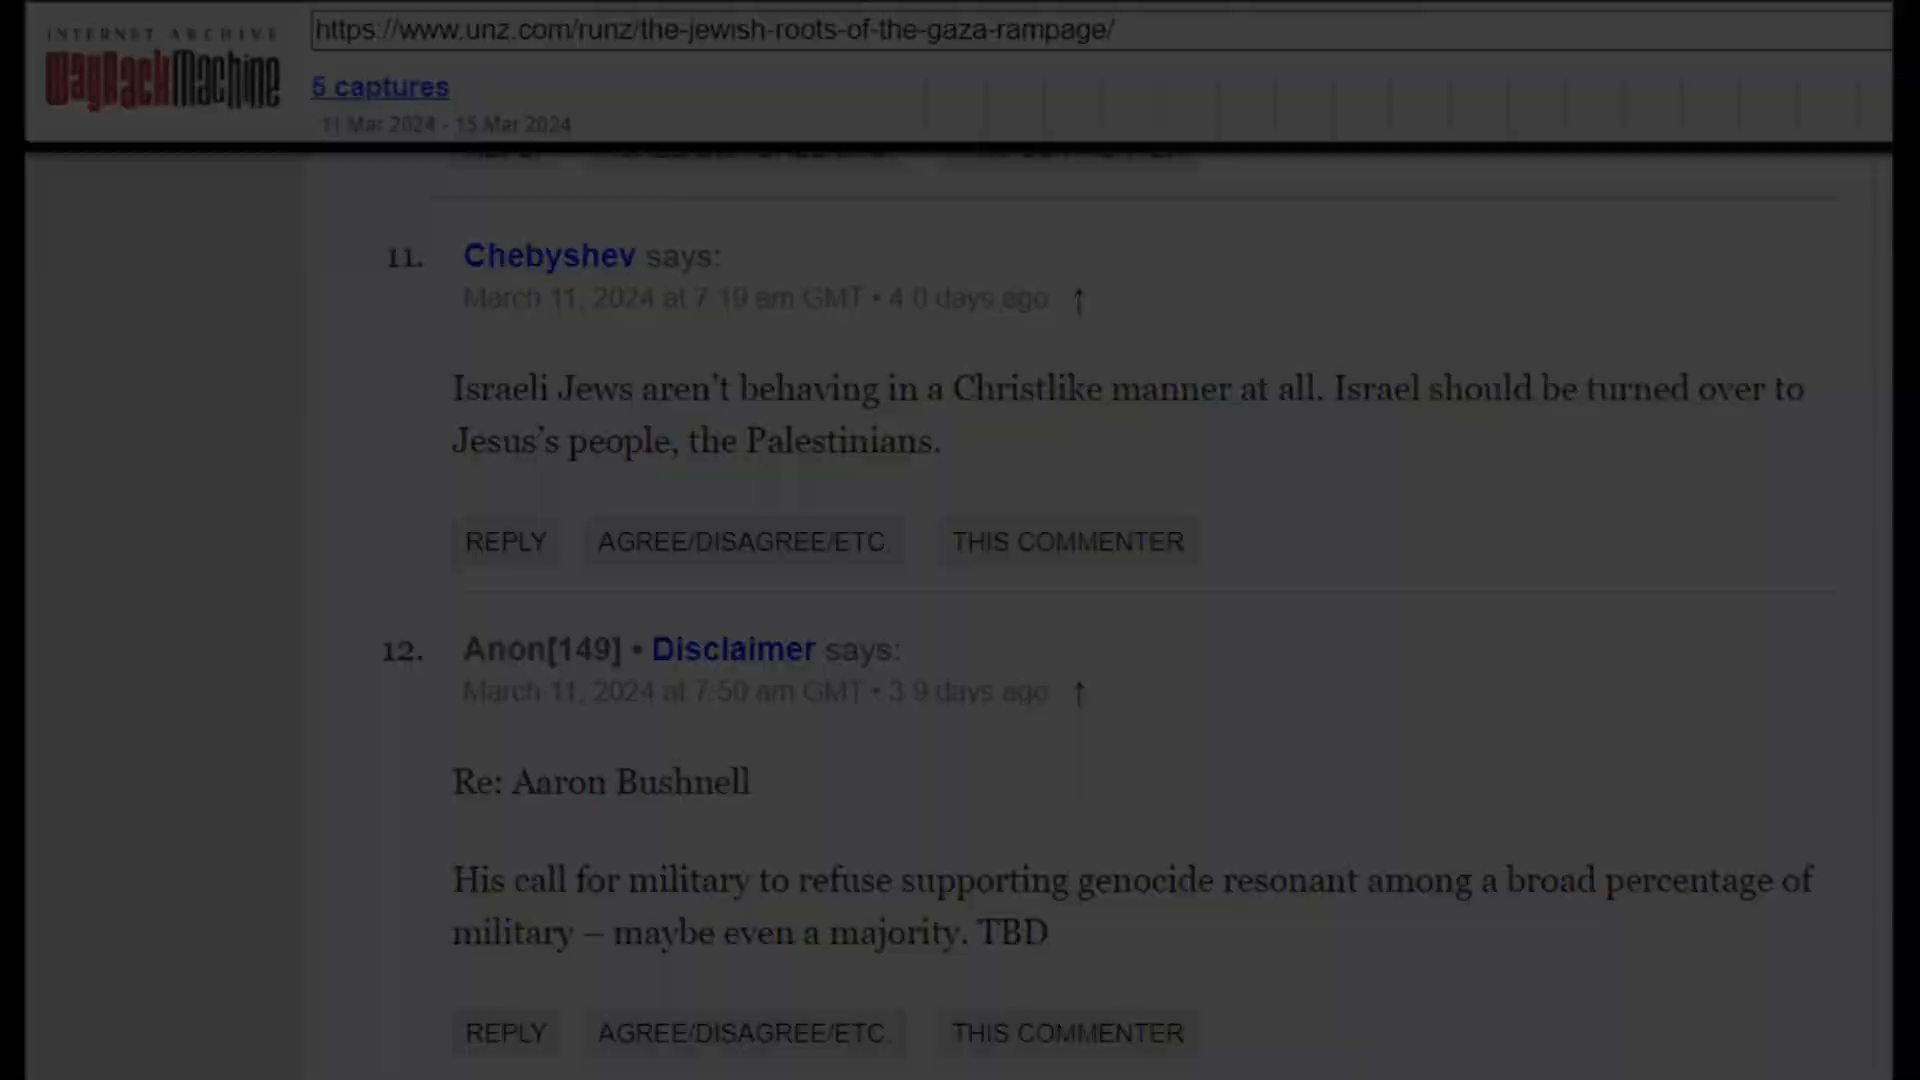 INTERNET ARCHIVE
WayBackMachine
https://www.unz.com/runz/the-jewish-roots-of-the-gaza-rampage/
5 captures
11 Mar 2024 - 15 Mar 2024
11. Chebyshev says:
March 11, 2024 at 7:19 am GMT • 4.0 days ago ↑
Israeli Jews aren’t behaving in a Christlike manner at all. Israel should be turned over to
Jesus’s people, the Palestinians.
REPLY AGREE/DISAGREE/ETC. THIS COMMENTER
12. Anon[149] • Disclaimer says:
March 11, 2024 at 7:50 am GMT • 3.9 days ago ↑
Re: Aaron Bushnell
His call for military to refuse supporting genocide resonant among a broad percentage of
military – maybe even a majority. TBD
REPLY AGREE/DISAGREE/ETC. THIS COMMENTER